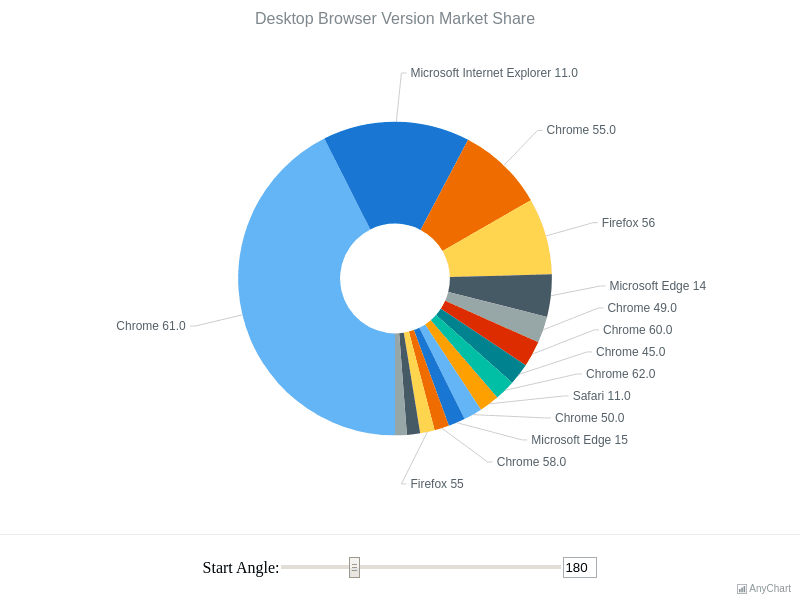 Desktop Browser Version Market Share
Microsoft Internet Explorer 11.0
Chrome 55.0
Firefox 56
Microsoft Edge 14
Chrome 49.0
Chrome 61.0
Chrome 60.0
Chrome 45.0
Chrome 62.0
Safari 11.0
Chrome 50.0
Microsoft Edge 15
Chrome 58.0
Firefox 55
Start Angle: 180
AnyChart